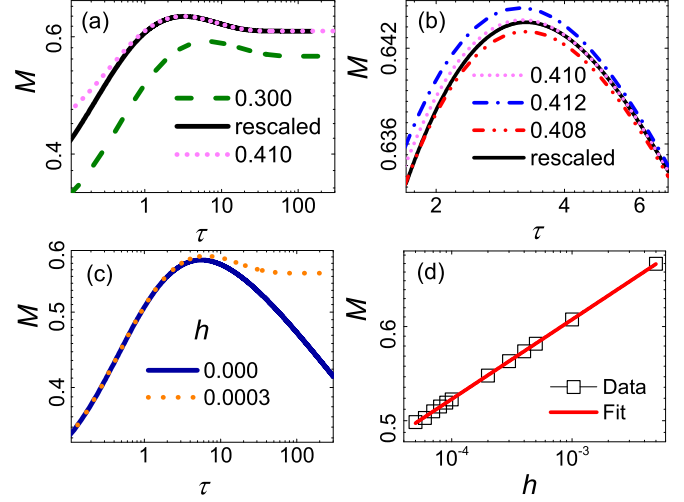 (a)
M
0.6
0.4
0.300
rescaled
0.410
1
10
100
τ
(b)
M
0.642
0.636
0.410
0.412
0.408
rescaled
2
4
6
τ
(c)
M
0.6
0.5
0.4
h
0.000
0.0003
1
10
100
τ
(d)
M
0.6
0.5
Data
Fit
10⁻⁴
10⁻³
h